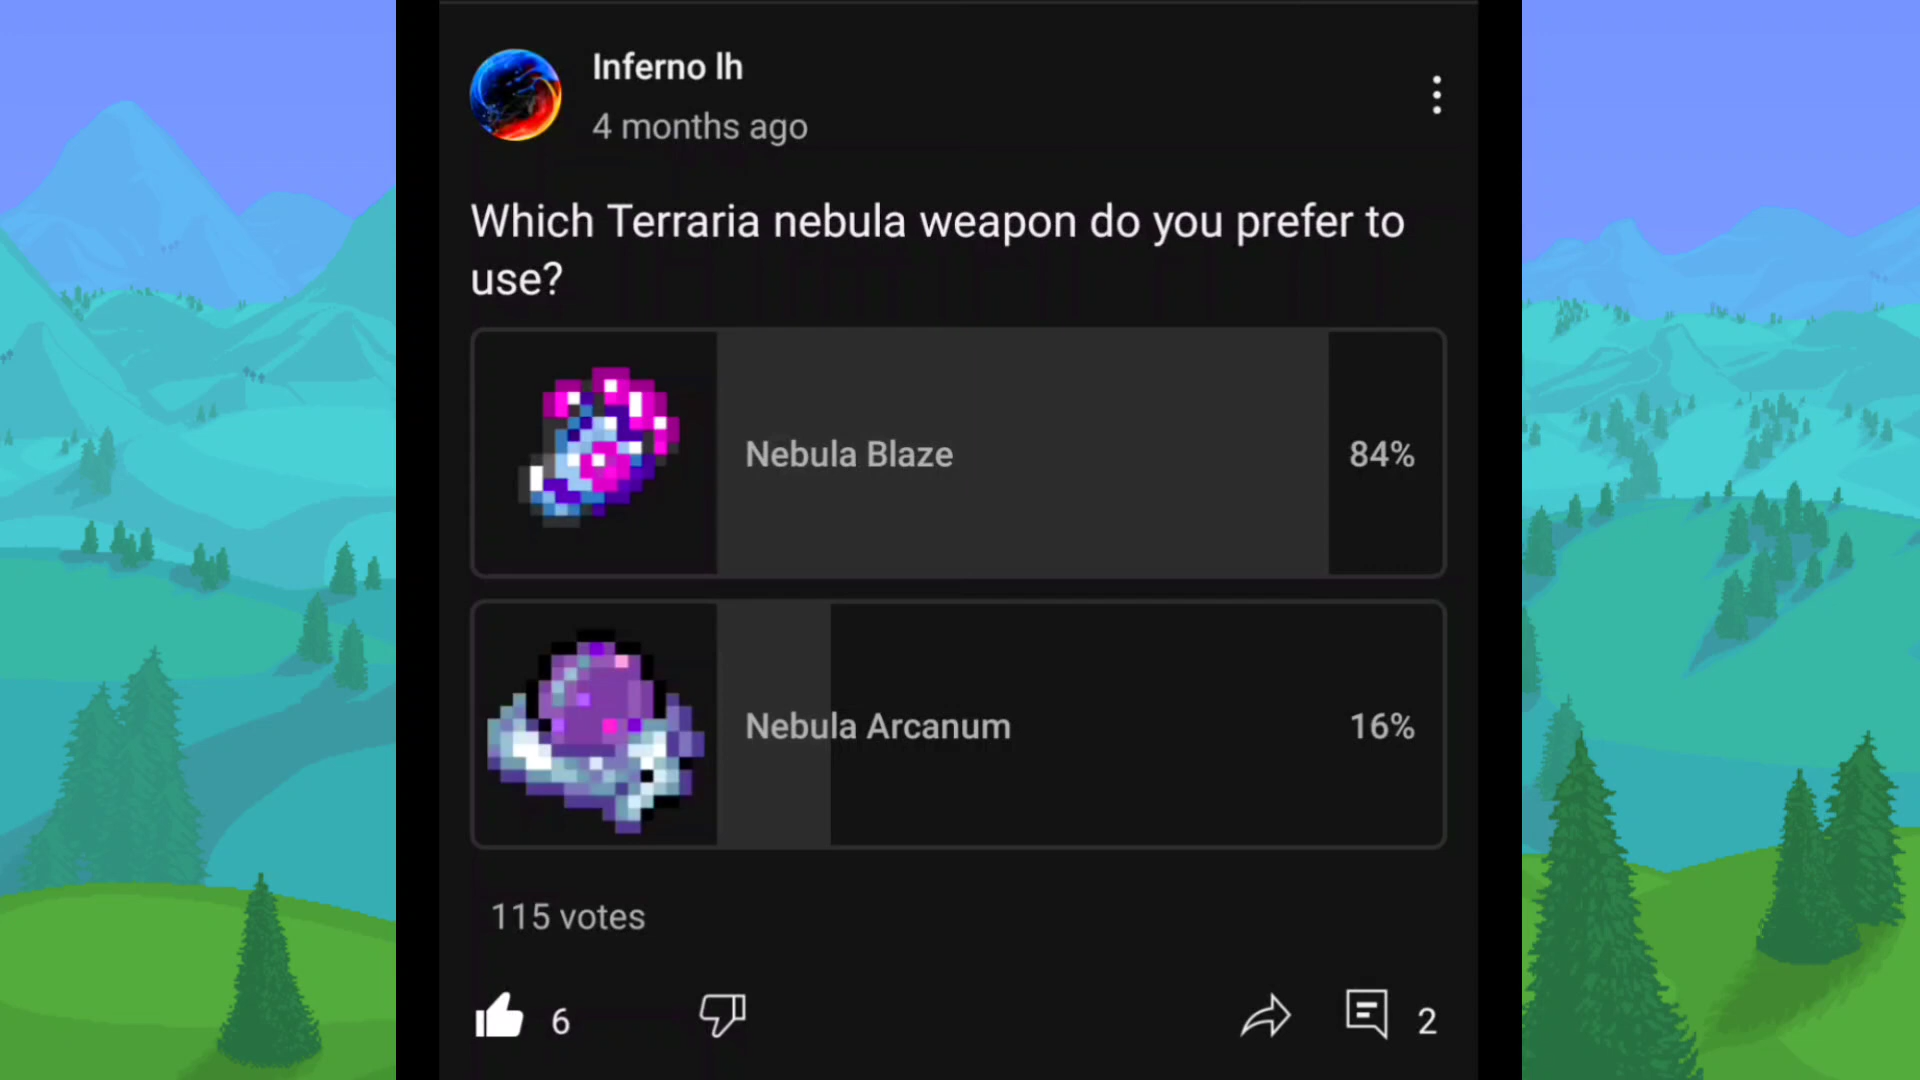 Inferno lh
4 months ago
Which Terraria nebula weapon do you prefer to
use?
Nebula Blaze
84%
Nebula Arcanum
16%
115 votes
6
2